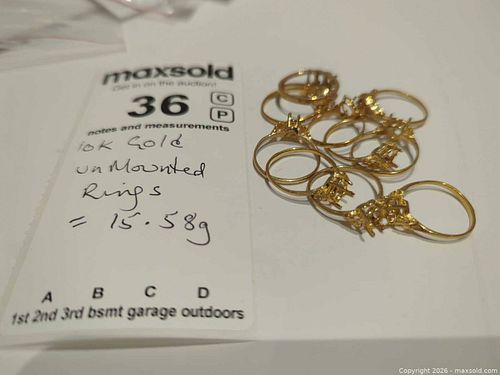 maxsold
Get in on the auction!
36 C
P
notes and measurements
10K Gold
unMounted
Rings
= 15.58g
A B C D
1st 2nd 3rd bsmt garage outdoors
Copyright 2026 - maxsold.com